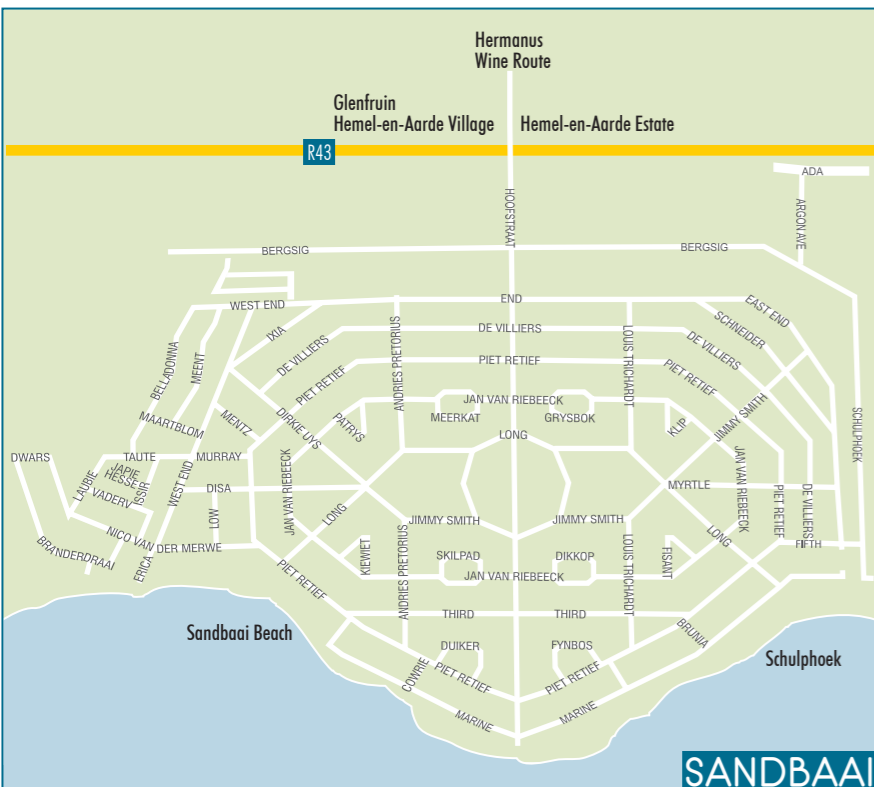 Hermanus
Wine Route
Glenfruin
Hemel-en-Aarde Village
Hemel-en-Aarde Estate
R43
ADA
ARGON AVE
HOOFSTRAAT
BERGSIG
BERGSIG
WEST END
END
EAST END
IXIA
DE VILLIERS
DE VILLIERS
SCHNEIDER
DE VILLIERS
ANDRIES PRETORIUS
LOUIS TRICHARDT
BELLADONNA
MEENT
PIET RETIEF
PIET RETIEF
PIET RETIEF
JAN VAN RIEBEECK
MEERKAT
GRYSBOK
MAARTBLOM
MENTZ
DIRKIE UYS
PATRYS
KLIP
JIMMY SMITH
SCHULPHOEK
LONG
DWARS
TAUTE
MURRAY
JAPIE
HESSE
LAUBIE
VADERV
ISSIR
WEST END
DISA
LOW
JAN VAN RIEBEECK
LONG
MYRTLE
JAN VAN RIEBEECK
PIET RETIEF
DE VILLIERS
JIMMY SMITH
JIMMY SMITH
LONG
NICO VAN
DER MERWE
BRANDERDRAAI
ERICA
KIEWIET
ANDRIES PRETORIUS
SKILPAD
DIKKOP
LOUIS TRICHARDT
FISANT
FIFTH
JAN VAN RIEBEECK
PIET RETIEF
THIRD
THIRD
BRUNIA
Sandbaai Beach
DUIKER
FYNBOS
Schulphoek
COWRIE
PIET RETIEF
PIET RETIEF
MARINE
MARINE
SANDBAAI